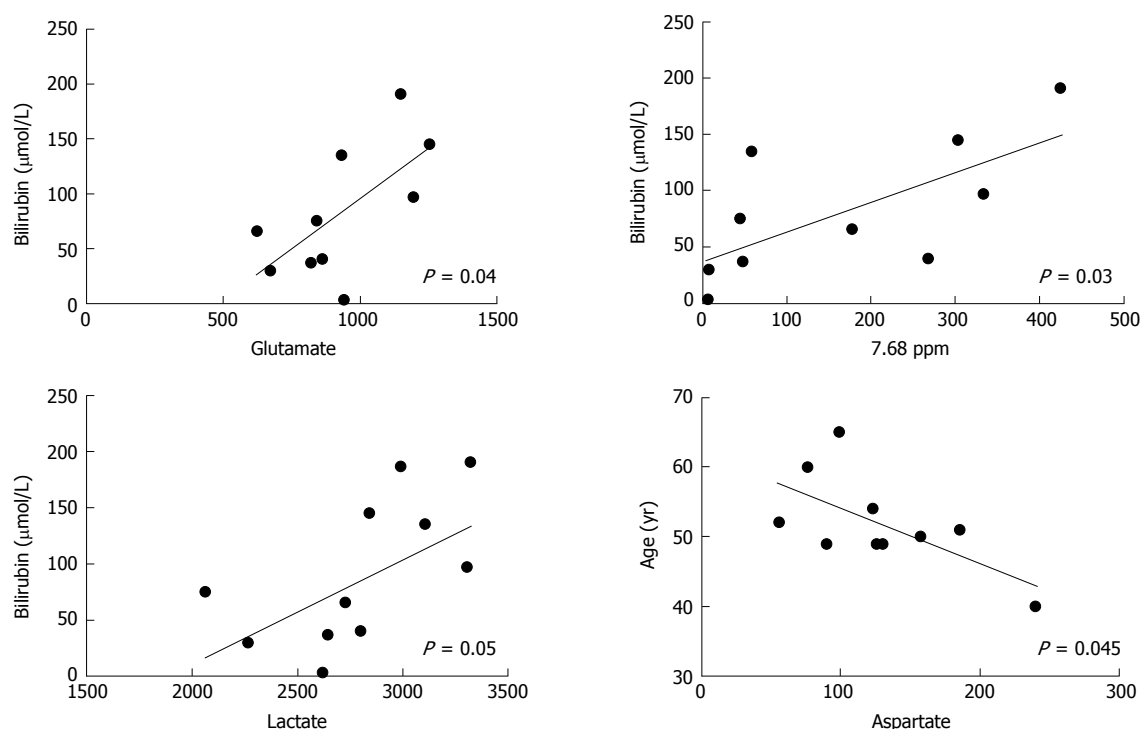 250
200
150
100
50
0
Bilirubin (μmol/L)
P = 0.04
0 500 1000 1500
Glutamate
250
200
150
100
50
0
Bilirubin (μmol/L)
P = 0.03
0 100 200 300 400 500
7.68 ppm
250
200
150
100
50
0
Bilirubin (μmol/L)
P = 0.05
1500 2000 2500 3000 3500
Lactate
70
60
50
40
30
Age (yr)
P = 0.045
0 100 200 300
Aspartate